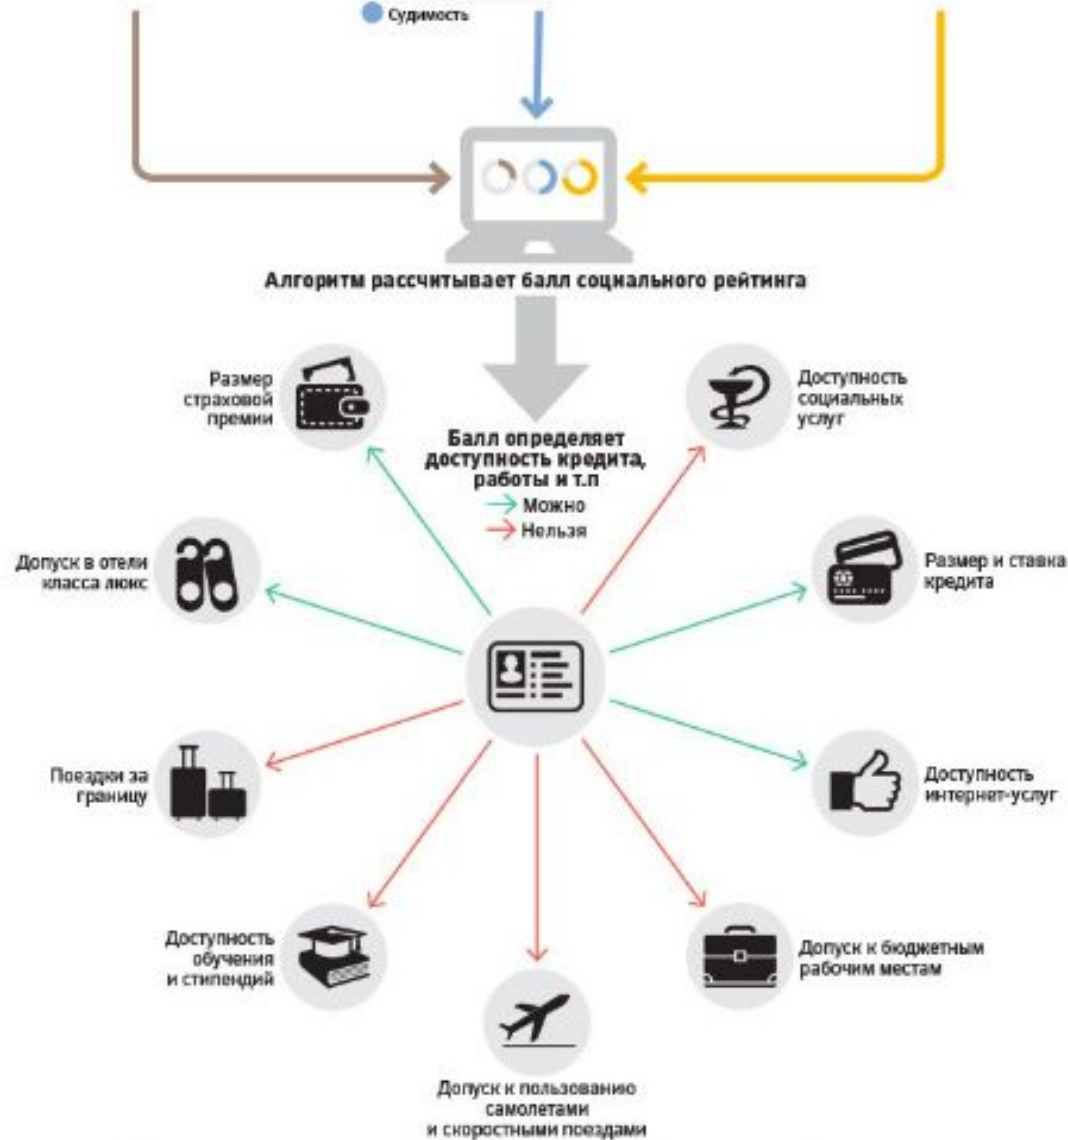 Судимость
Алгоритм рассчитывает балл социального рейтинга
Размер
страховой
премии
Доступность
социальных
услуг
Балл определяет
доступность кредита,
работы и т.п
Можно
Нельзя
Допуск в отели
класса люкс
Размер и ставка
кредита
Поездки за
границу
Доступность
интернет-услуг
Доступность
обучения
и стипендий
Допуск к бюджетным
рабочим местам
Допуск к пользованию
самолетами
и скоростными поездами